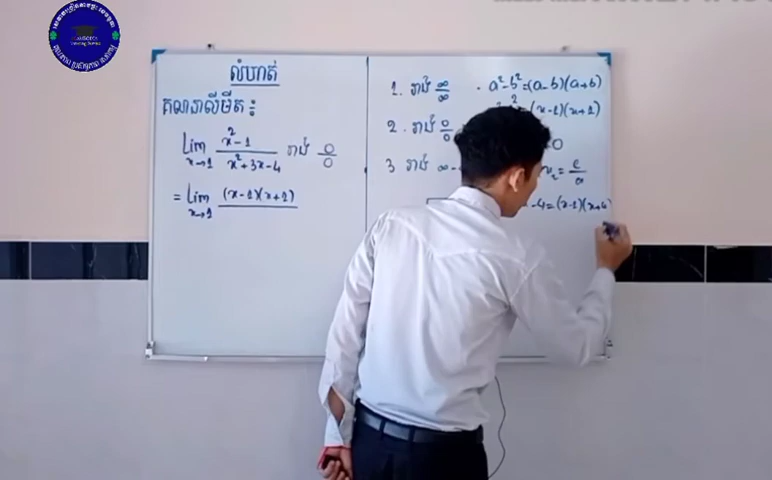 លំហាត់
គណនាលីមីត ៖
Lim x→1 x²-1 / x²+3x-4 រាង 0/0
= Lim x→1 (x-1)(x+1)
1. រាង ∞/∞
2. រាង 0/0
3 រាង ∞ -
· a²-b²=(a-b)(a+b)
=(x-1)(x+1)
0
x₂= c/a
-4=(x-1)(x+4)